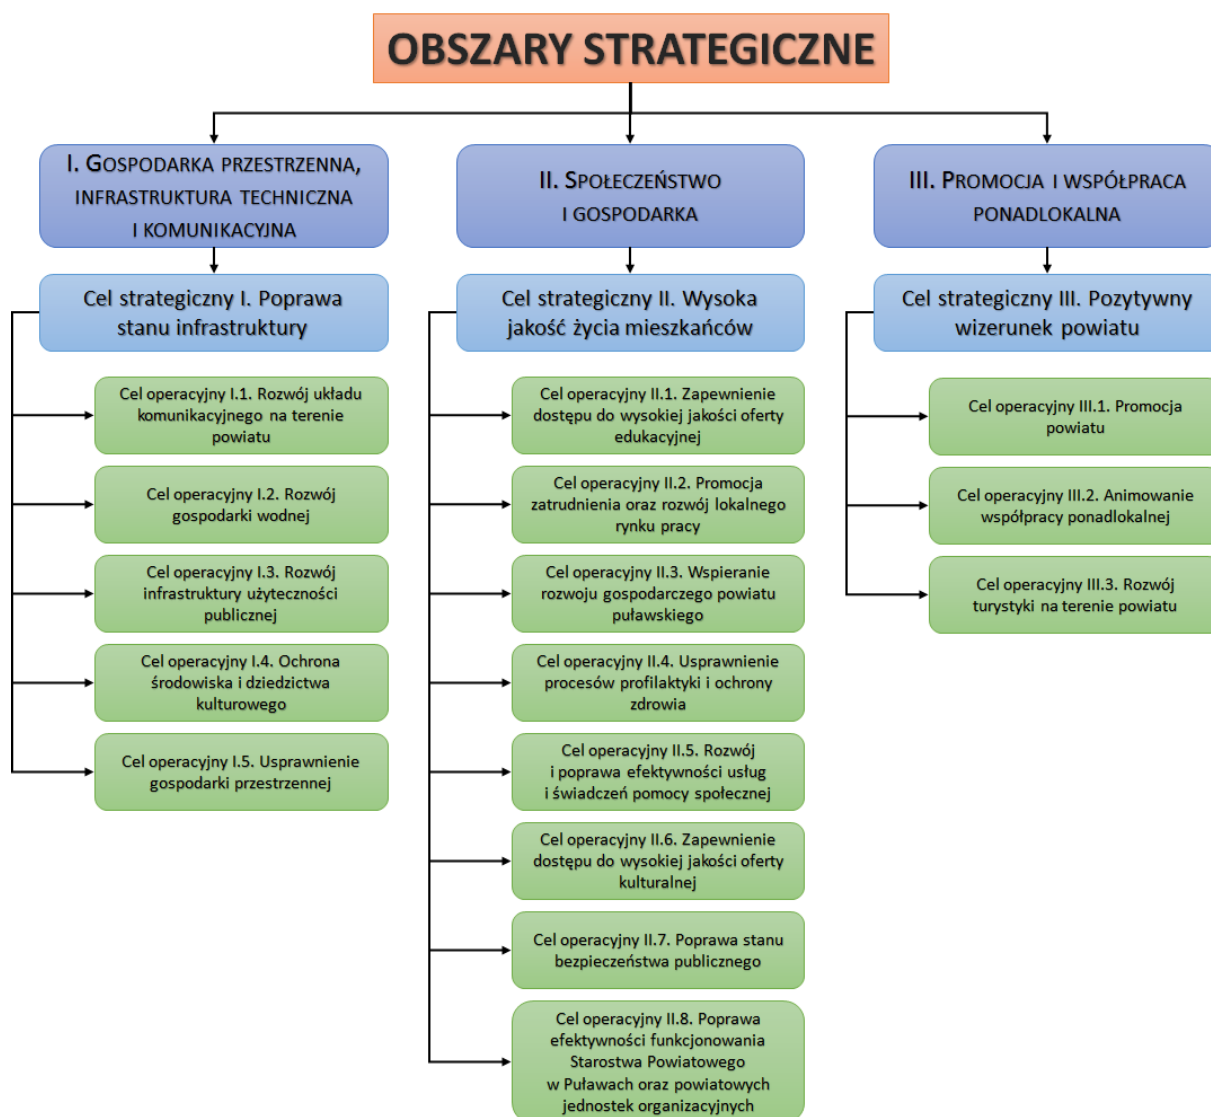 OBSZARY STRATEGICZNE
I. GOSPODARKA PRZESTRZENNA,
INFRASTRUKTURA TECHNICZNA
I KOMUNIKACYJNA
II. SPOŁECZEŃSTWO
I GOSPODARKA
III. PROMOCJA I WSPÓŁPRACA
PONADLOKALNA
Cel strategiczny I. Poprawa
stanu infrastruktury
Cel strategiczny II. Wysoka
jakość życia mieszkańców
Cel strategiczny III. Pozytywny
wizerunek powiatu
Cel operacyjny I.1. Rozwój układu
komunikacyjnego na terenie
powiatu
Cel operacyjny I.2. Rozwój
gospodarki wodnej
Cel operacyjny I.3. Rozwój
infrastruktury użyteczności
publicznej
Cel operacyjny I.4. Ochrona
środowiska i dziedzictwa
kulturowego
Cel operacyjny I.5. Usprawnienie
gospodarki przestrzennej
Cel operacyjny II.1. Zapewnienie
dostępu do wysokiej jakości oferty
edukacyjnej
Cel operacyjny II.2. Promocja
zatrudnienia oraz rozwój lokalnego
rynku pracy
Cel operacyjny II.3. Wspieranie
rozwoju gospodarczego powiatu
puławskiego
Cel operacyjny II.4. Usprawnienie
procesów profilaktyki i ochrony
zdrowia
Cel operacyjny II.5. Rozwój
i poprawa efektywności usług
i świadczeń pomocy społecznej
Cel operacyjny II.6. Zapewnienie
dostępu do wysokiej jakości oferty
kulturalnej
Cel operacyjny II.7. Poprawa stanu
bezpieczeństwa publicznego
Cel operacyjny II.8. Poprawa
efektywności funkcjonowania
Starostwa Powiatowego
w Puławach oraz powiatowych
jednostek organizacyjnych
Cel operacyjny III.1. Promocja
powiatu
Cel operacyjny III.2. Animowanie
współpracy ponadlokalnej
Cel operacyjny III.3. Rozwój
turystyki na terenie powiatu